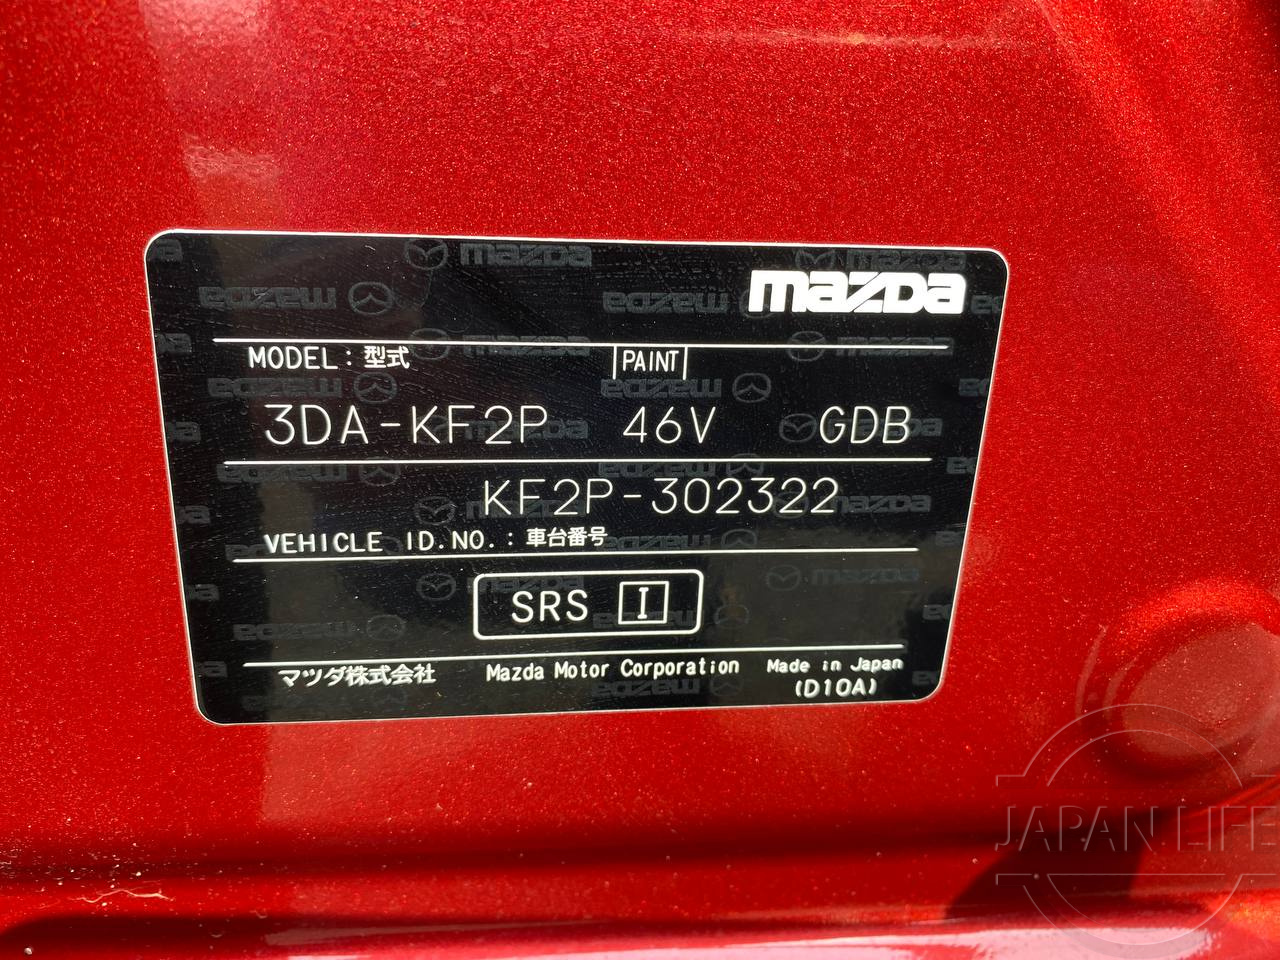 mazda
MODEL : 型式 PAINT
3DA-KF2P 46V GDB
KF2P-302322
VEHICLE ID.NO. : 車台番号
SRS I
マツダ株式会社 Mazda Motor Corporation Made in Japan
(D10A)
JAPAN LIFE